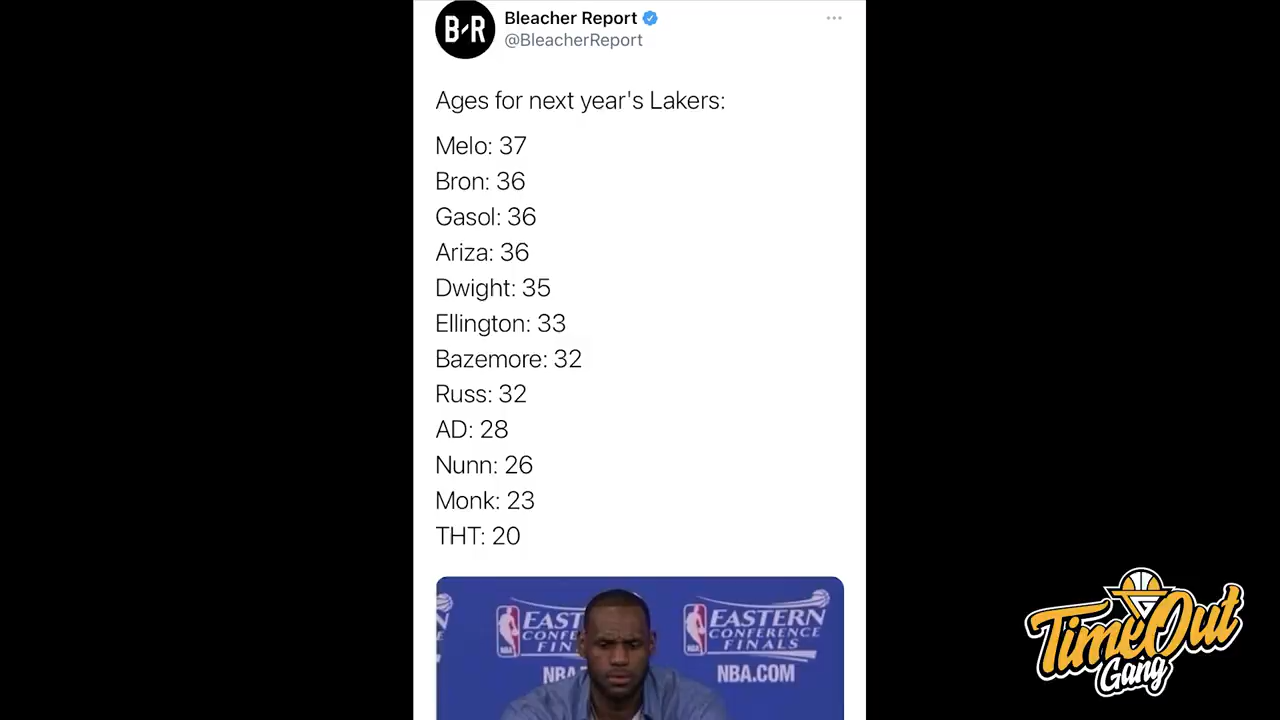 B/R
Bleacher Report
@BleacherReport
Ages for next year's Lakers:
Melo: 37
Bron: 36
Gasol: 36
Ariza: 36
Dwight: 35
Ellington: 33
Bazemore: 32
Russ: 32
AD: 28
Nunn: 26
Monk: 23
THT: 20
EASTERN
CONFERENCE
FINALS
NBA.COM
TimeOut
Gang